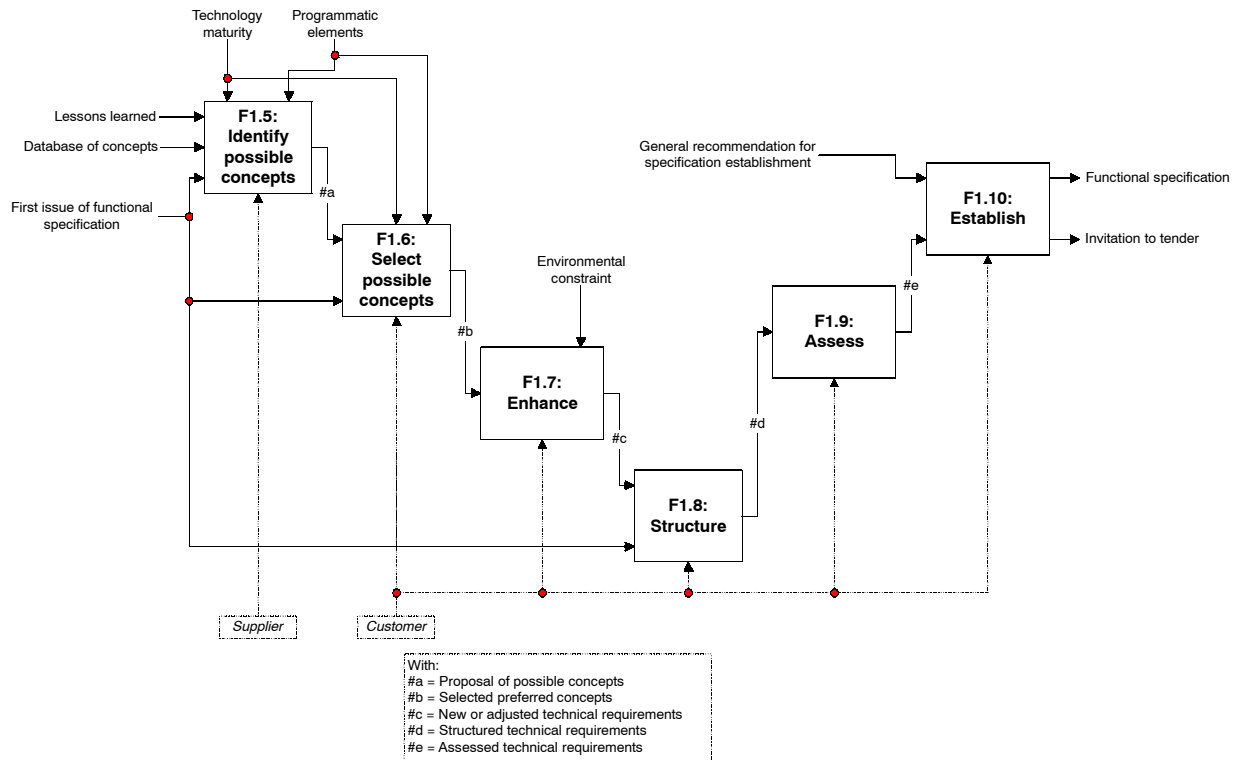 Technology
maturity
Programmatic
elements
Lessons learned
Database of concepts
First issue of functional
specification
F1.5:
Identify
possible
concepts
#a
F1.6:
Select
possible
concepts
#b
Environmental
constraint
F1.7:
Enhance
#c
F1.8:
Structure
#d
F1.9:
Assess
#e
General recommendation for
specification establishment
F1.10:
Establish
Functional specification
Invitation to tender
Supplier
Customer
With:
#a = Proposal of possible concepts
#b = Selected preferred concepts
#c = New or adjusted technical requirements
#d = Structured technical requirements
#e = Assessed technical requirements